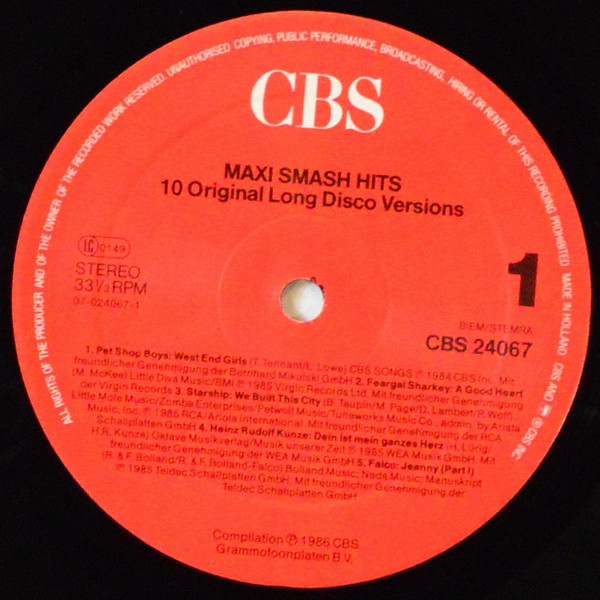 ALL RIGHTS OF THE PRODUCER AND OF THE OWNER OF THE RECORDED WORK RESERVED. UNAUTHORISED COPYING, PUBLIC PERFORMANCE, BROADCASTING, HIRING OR RENTAL OF THIS RECORDING PROHIBITED
MADE IN HOLLAND CBS AND ® CBS INC.
CBS
MAXI SMASH HITS
10 Original Long Disco Versions
LC 0149
STEREO
33⅓ RPM
07-024067-1
1
BIEM/STEMRA
CBS 24067
1. Pet Shop Boys: West End Girls (T. Tennant/L. Lowe) CBS SONGS ℗ 1984 CBS Inc. Mit
freundlicher Genehmigung der Bernhard Mikulski GmbH 2. Feargal Sharkey: A Good Heart
(M. McKee) Little Diva Music/BMI ℗ 1985 Virgin Records Ltd. Mit freundlicher Genehmigung
der Virgin Records 3. Starship: We Built This City (B. Taupin/M. Page/D. Lambert/P. Wolf)
Little Mole Music/Zomba Enterprises/Petwolf Music/Tuneworks Music Co., admin. by Arista
Music, Inc. ℗ 1985 RCA/Ariola International. Mit freundlicher Genehmigung der RCA
Schallplatten GmbH 4. Heinz Rudolf Kunze: Dein ist mein ganzes Herz (H. Lürig/
H.R. Kunze) Oktave Musikverlag/Musik unserer Zeit ℗ 1985 WEA Musik GmbH. Mit
freundlicher Genehmigung der WEA Musik GmbH 5. Falco: Jeanny (Part I)
(R. & F. Bolland/R. & F. Bolland-Falco) Bolland Music; Nada Music; Manuskript
℗ 1985 Teldec Schallplatten GmbH. Mit freundlicher Genehmigung der
Teldec Schallplatten GmbH
Compilation ℗ 1986 CBS
Grammofoonplaten B.V.